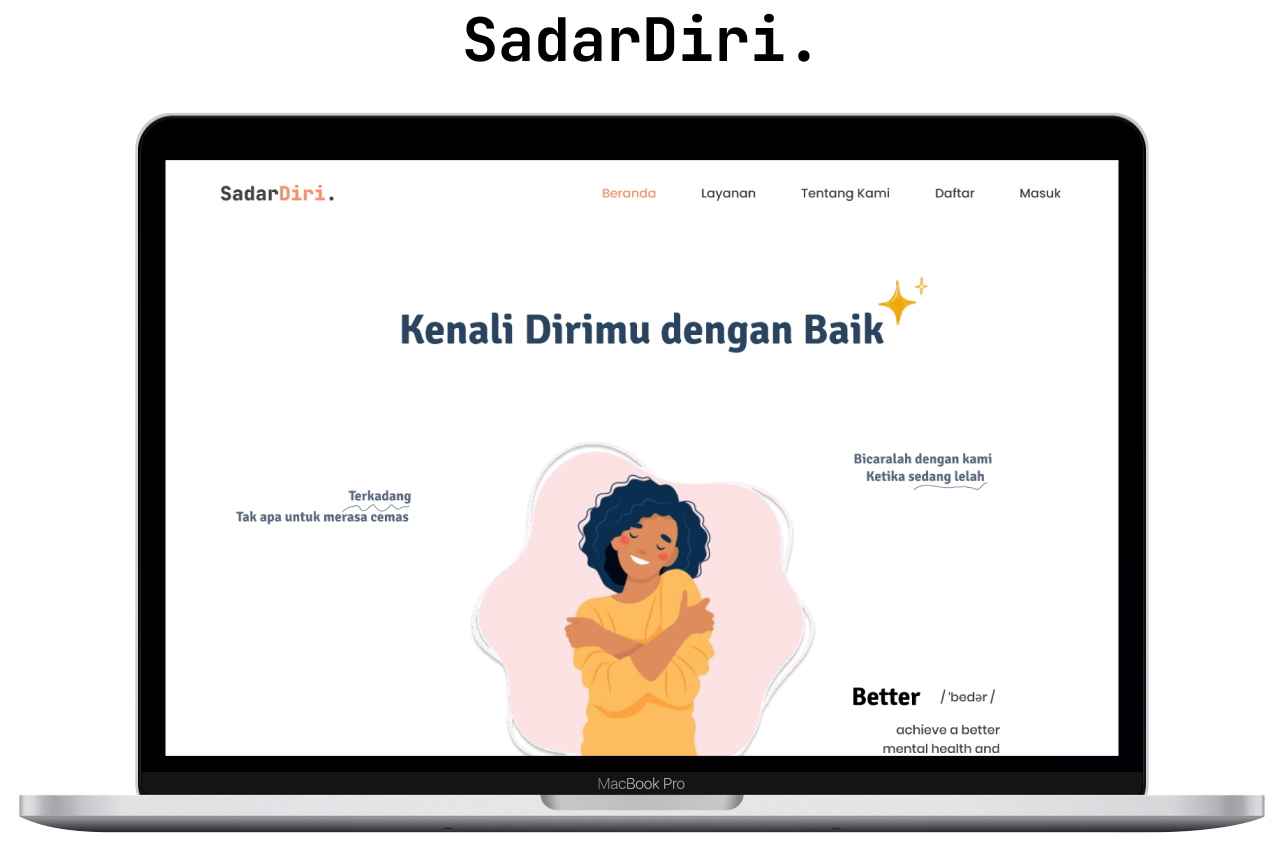 SadarDiri.
SadarDiri.
Beranda Layanan Tentang Kami Daftar Masuk
Kenali Dirimu dengan Baik
Bicaralah dengan kami
Ketika sedang lelah
Terkadang
Tak apa untuk merasa cemas
Better / 'bedər /
achieve a better
mental health and
MacBook Pro